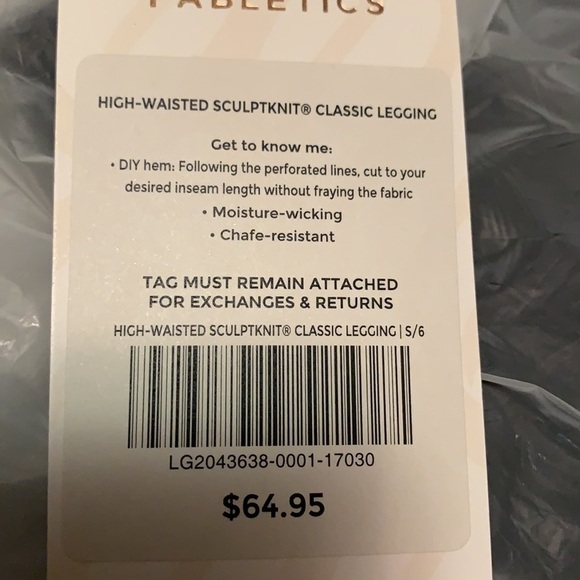 FABLETICS
HIGH-WAISTED SCULPTKNIT® CLASSIC LEGGING
Get to know me:
• DIY hem: Following the perforated lines, cut to your
desired inseam length without fraying the fabric
• Moisture-wicking
• Chafe-resistant
TAG MUST REMAIN ATTACHED
FOR EXCHANGES & RETURNS
HIGH-WAISTED SCULPTKNIT® CLASSIC LEGGING | S/6
LG2043638-0001-17030
$64.95